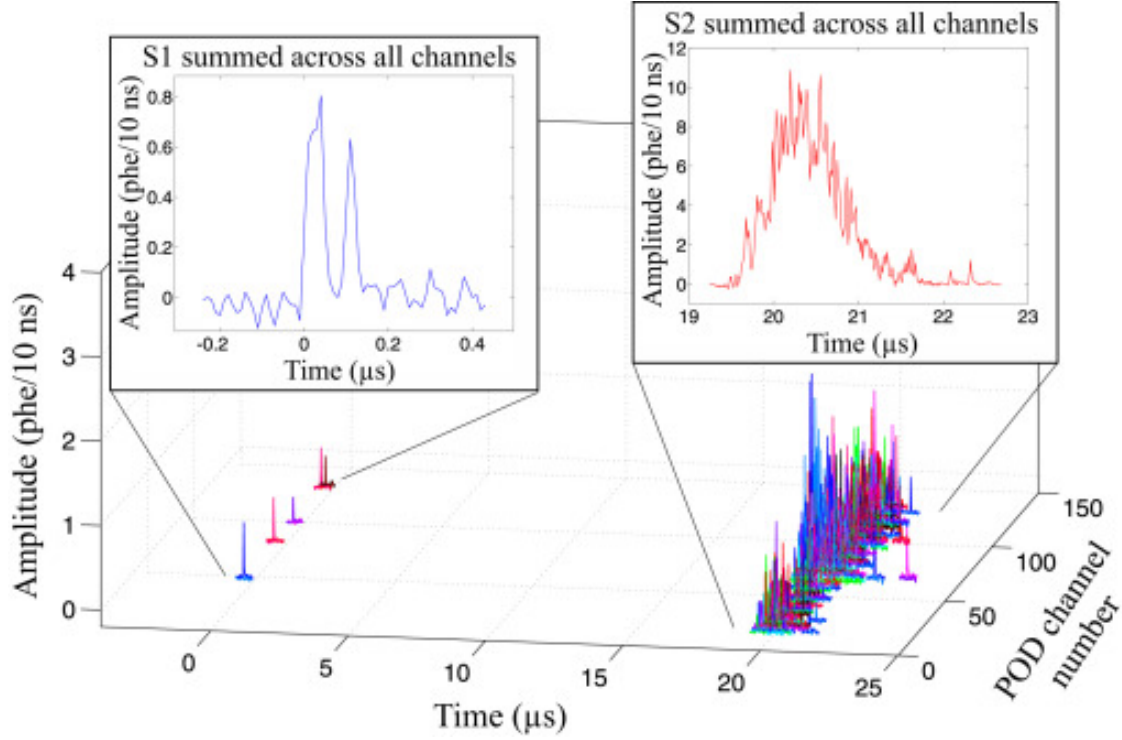 S1 summed across all channels
Amplitude (phe/10 ns)
0.8
0.6
0.4
0.2
0
-0.2 0 0.2 0.4
Time (µs)
S2 summed across all channels
Amplitude (phe/10 ns)
12
10
8
6
4
2
0
19 20 21 22 23
Time (µs)
Amplitude (phe/10 ns)
4
3
2
1
0
0 5 10 15 20 25
Time (µs)
0 50 100 150
POD channel
number